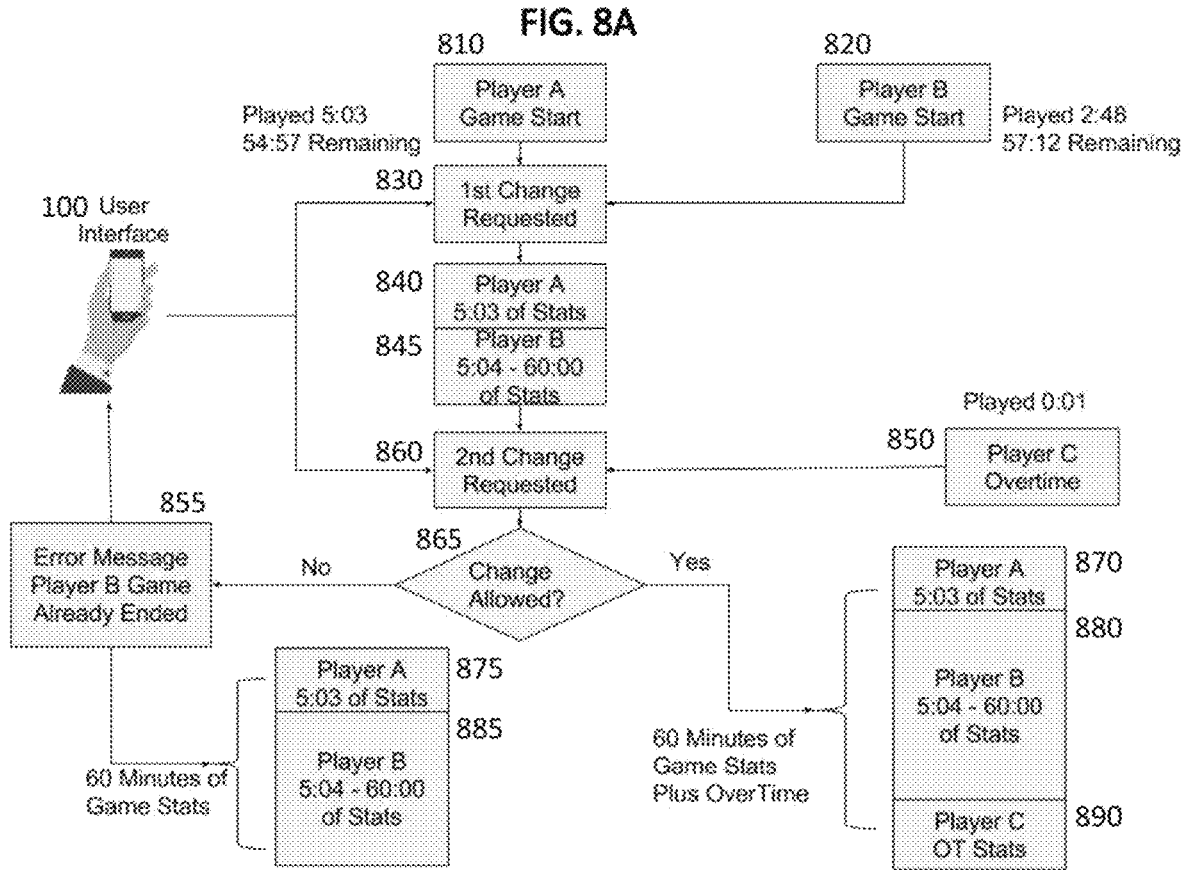 FIG. 8A
810
Player A
Game Start
Played 5:03
54:57 Remaining
820
Player B
Game Start
Played 2:48
57:12 Remaining
830
1st Change
Requested
100 User
Interface
840
Player A
5:03 of Stats
845
Player B
5:04 - 60:00
of Stats
Played 0:01
850
Player C
Overtime
860
2nd Change
Requested
855
Error Message
Player B Game
Already Ended
No
865
Change
Allowed?
Yes
870
Player A
5:03 of Stats
880
Player B
5:04 - 60:00
of Stats
890
Player C
OT Stats
60 Minutes of
Game Stats
Plus OverTime
875
Player A
5:03 of Stats
885
Player B
5:04 - 60:00
of Stats
60 Minutes of
Game Stats